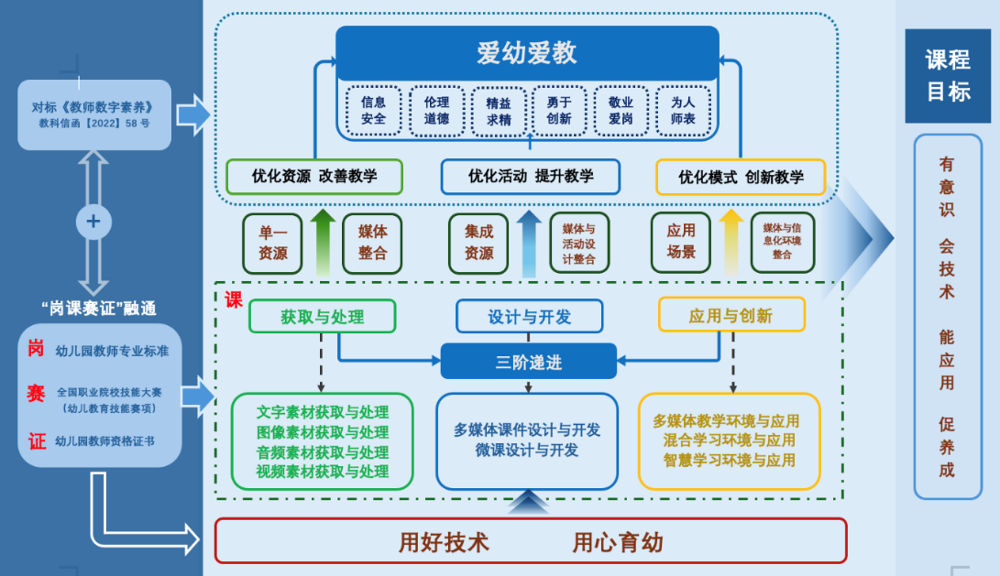 对标《教师数字素养》
教科信函【2022】58 号
+
“岗课赛证”融通
岗 幼儿园教师专业标准
赛 全国职业院校技能大赛
(幼儿教育技能赛项)
证 幼儿园教师资格证书
爱幼爱教
信息
安全
伦理
道德
精益
求精
勇于
创新
敬业
爱岗
为人
师表
优化资源 改善教学
优化活动 提升教学
优化模式 创新教学
单一
资源
媒体
整合
集成
资源
媒体与
活动设
计整合
应用
场景
媒体与信
息化环境
整合
课
获取与处理
设计与开发
应用与创新
三阶递进
文字素材获取与处理
图像素材获取与处理
音频素材获取与处理
视频素材获取与处理
多媒体课件设计与开发
微课设计与开发
多媒体教学环境与应用
混合学习环境与应用
智慧学习环境与应用
用好技术 用心育幼
课程
目标
有意识
会技术
能应用
促养成